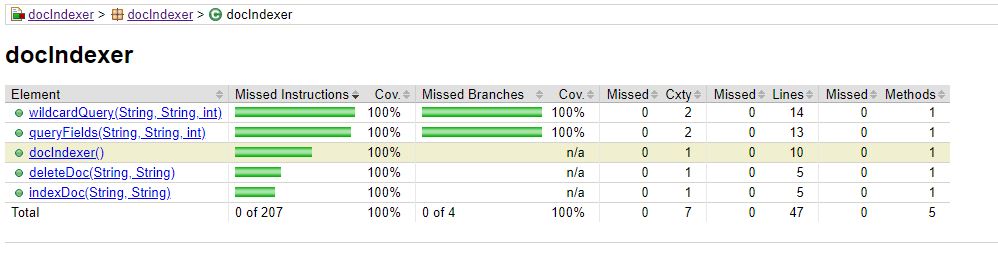 docIndexer > docIndexer > docIndexer
docIndexer
Element Missed Instructions Cov. Missed Branches Cov. Missed Cxty Missed Lines Missed Methods
wildcardQuery(String, String, int) 100% 100% 0 2 0 14 0 1
queryFields(String, String, int) 100% 100% 0 2 0 13 0 1
docIndexer() 100% n/a 0 1 0 10 0 1
deleteDoc(String, String) 100% n/a 0 1 0 5 0 1
indexDoc(String, String) 100% n/a 0 1 0 5 0 1
Total 0 of 207 100% 0 of 4 100% 0 7 0 47 0 5